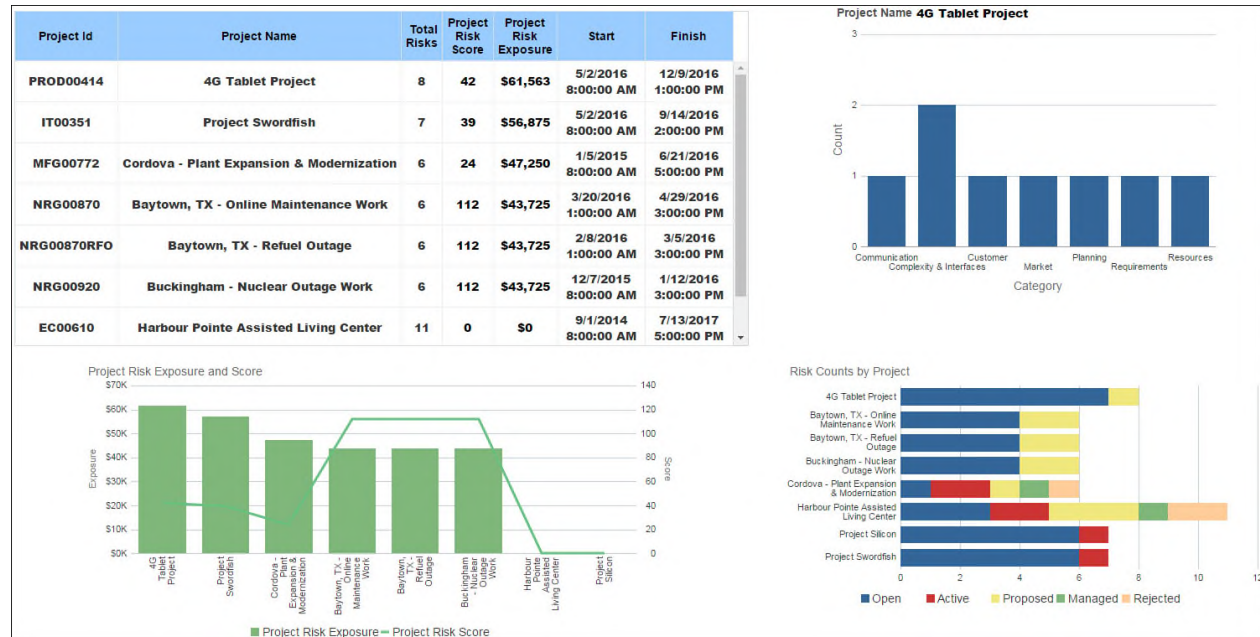 Project Id Project Name Total Risks Project Risk Score Project Risk Exposure Start Finish
PROD00414 4G Tablet Project 8 42 $61,563 5/2/2016 8:00:00 AM 12/9/2016 1:00:00 PM
IT00351 Project Swordfish 7 39 $56,875 5/2/2016 8:00:00 AM 9/14/2016 2:00:00 PM
MFG00772 Cordova - Plant Expansion & Modernization 6 24 $47,250 1/5/2015 8:00:00 AM 6/21/2016 5:00:00 PM
NRG00870 Baytown, TX - Online Maintenance Work 6 112 $43,725 3/20/2016 1:00:00 AM 4/29/2016 3:00:00 PM
NRG00870RFO Baytown, TX - Refuel Outage 6 112 $43,725 2/8/2016 1:00:00 AM 3/5/2016 3:00:00 PM
NRG00920 Buckingham - Nuclear Outage Work 6 112 $43,725 12/7/2015 8:00:00 AM 1/12/2016 3:00:00 PM
EC00610 Harbour Pointe Assisted Living Center 11 0 $0 9/1/2014 8:00:00 AM 7/13/2017 5:00:00 PM
Project Name 4G Tablet Project
3
2
1
0
Count
Communication
Complexity & Interfaces
Customer
Market
Planning
Requirements
Resources
Category
Project Risk Exposure and Score
$70K 140
$60K 120
$50K 100
$40K 80
$30K 60
$20K 40
$10K 20
$0K 0
Exposure
Score
4G Tablet Project
Project Swordfish
Cordova - Plant Expansion & Modernization
Baytown, TX - Online Maintenance Work
Baytown, TX - Refuel Outage
Buckingham - Nuclear Outage Work
Harbour Pointe Assisted Living Center
Project Silicon
Project Risk Exposure Project Risk Score
Risk Counts by Project
4G Tablet Project
Baytown, TX - Online
Maintenance Work
Baytown, TX - Refuel
Outage
Buckingham - Nuclear
Outage Work
Cordova - Plant Expansion
& Modernization
Harbour Pointe Assisted
Living Center
Project Silicon
Project Swordfish
0 2 4 6 8 10 12
Open Active Proposed Managed Rejected